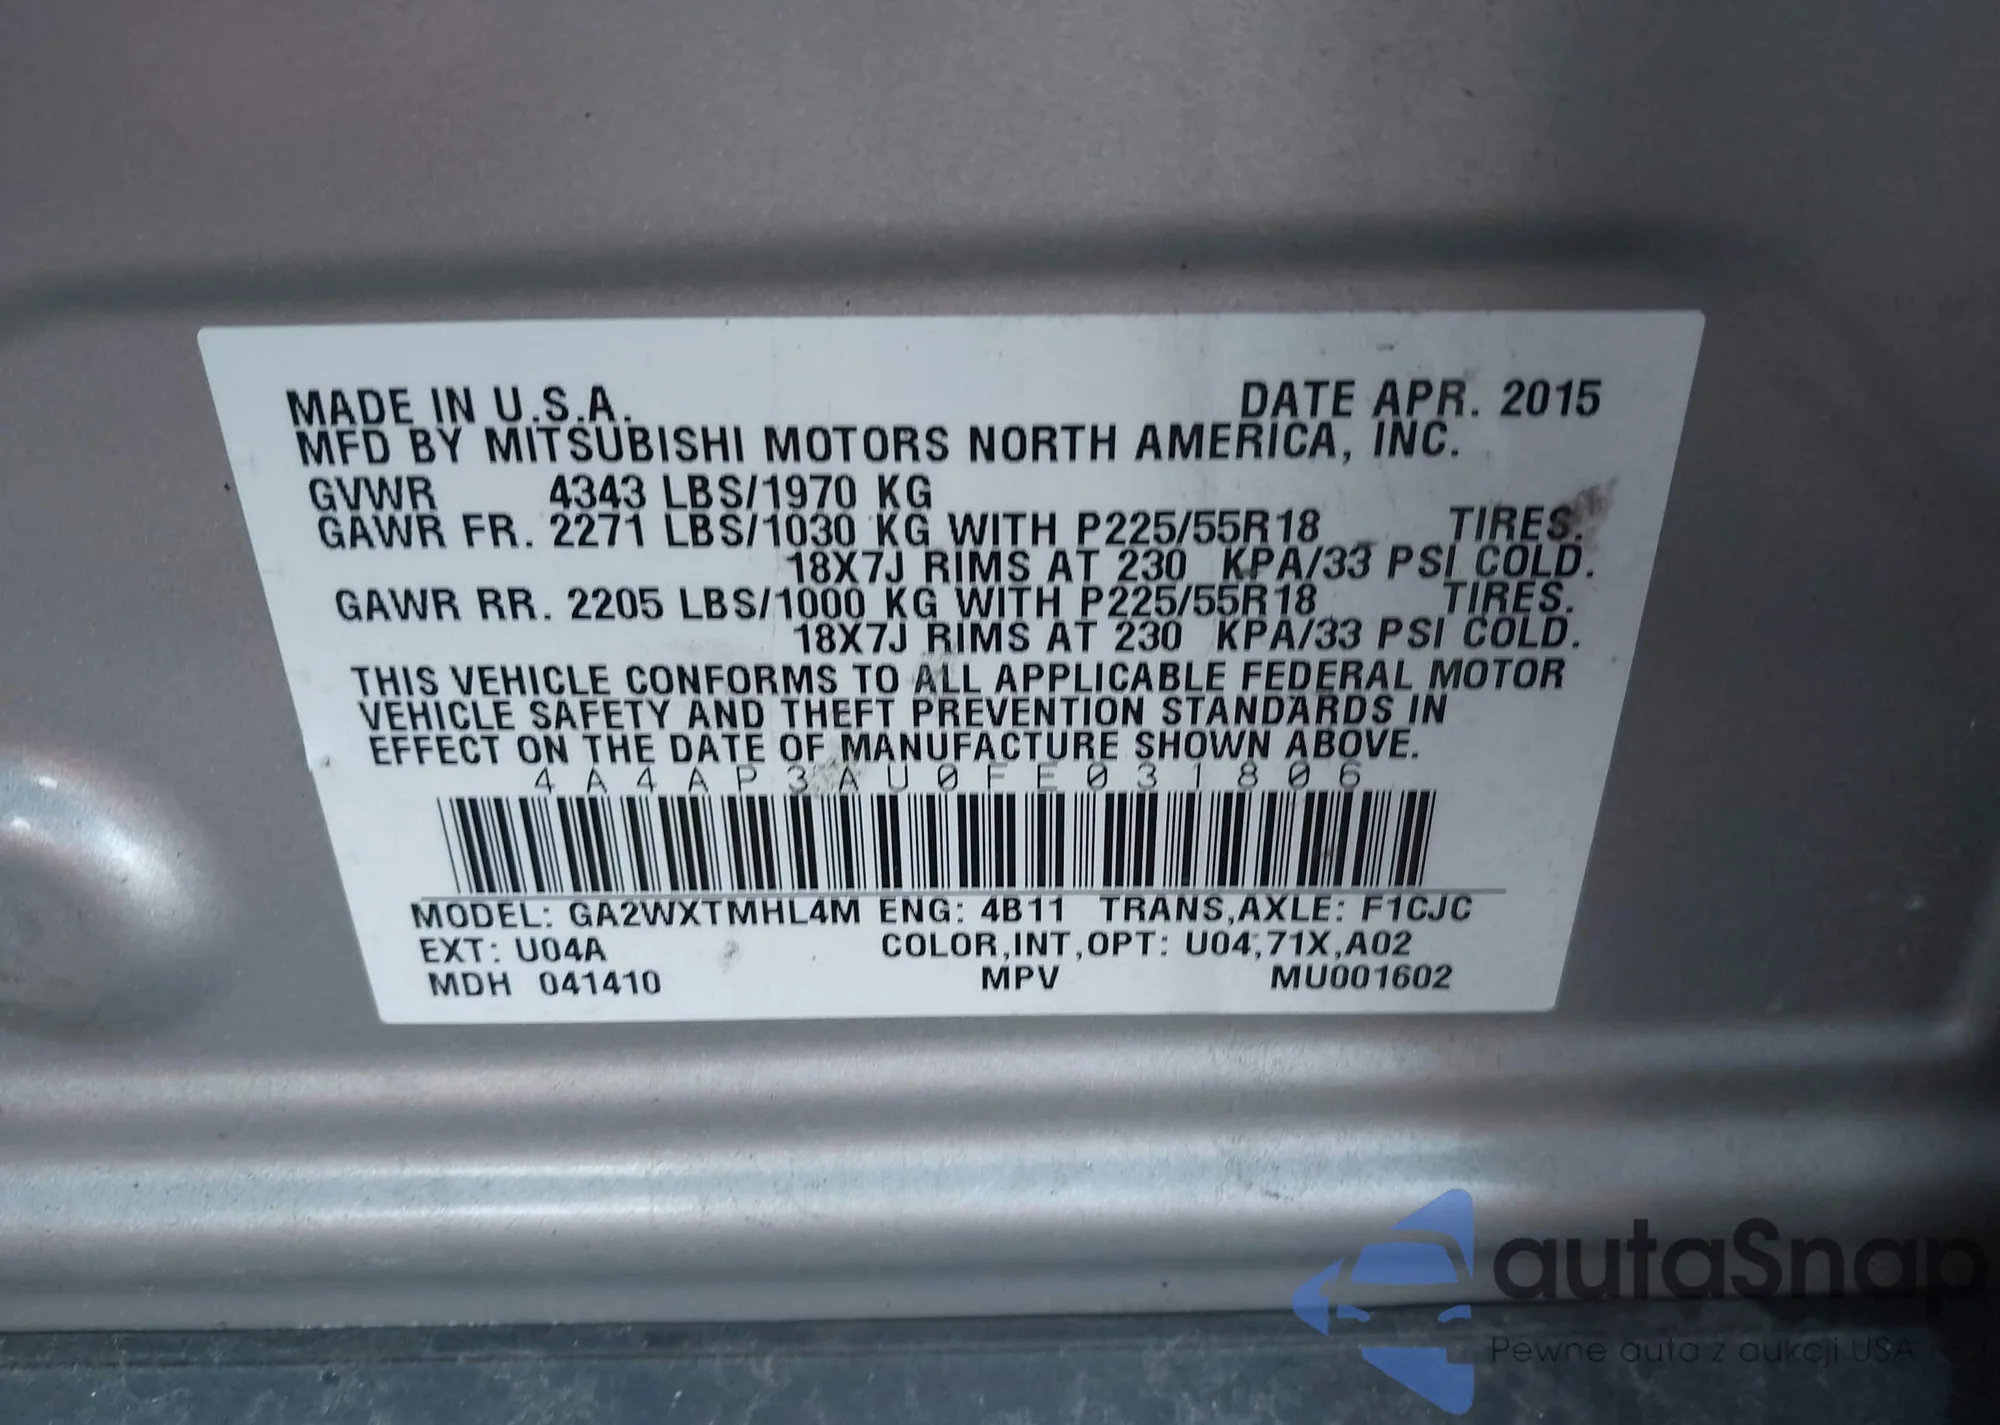 MADE IN U.S.A. DATE APR. 2015
MFD BY MITSUBISHI MOTORS NORTH AMERICA, INC.
GVWR 4343 LBS/1970 KG
GAWR FR. 2271 LBS/1030 KG WITH P225/55R18 TIRES.
18X7J RIMS AT 230 KPA/33 PSI COLD.
GAWR RR. 2205 LBS/1000 KG WITH P225/55R18 TIRES.
18X7J RIMS AT 230 KPA/33 PSI COLD.
THIS VEHICLE CONFORMS TO ALL APPLICABLE FEDERAL MOTOR
VEHICLE SAFETY AND THEFT PREVENTION STANDARDS IN
EFFECT ON THE DATE OF MANUFACTURE SHOWN ABOVE.
4A4AP3AU0FE031806
MODEL: GA2WXTMHL4M ENG: 4B11 TRANS,AXLE: F1CJC
EXT: U04A COLOR,INT,OPT: U04,71X,A02
MDH 041410 MPV MU001602
autaSnap
Pewne auta z aukcji USA